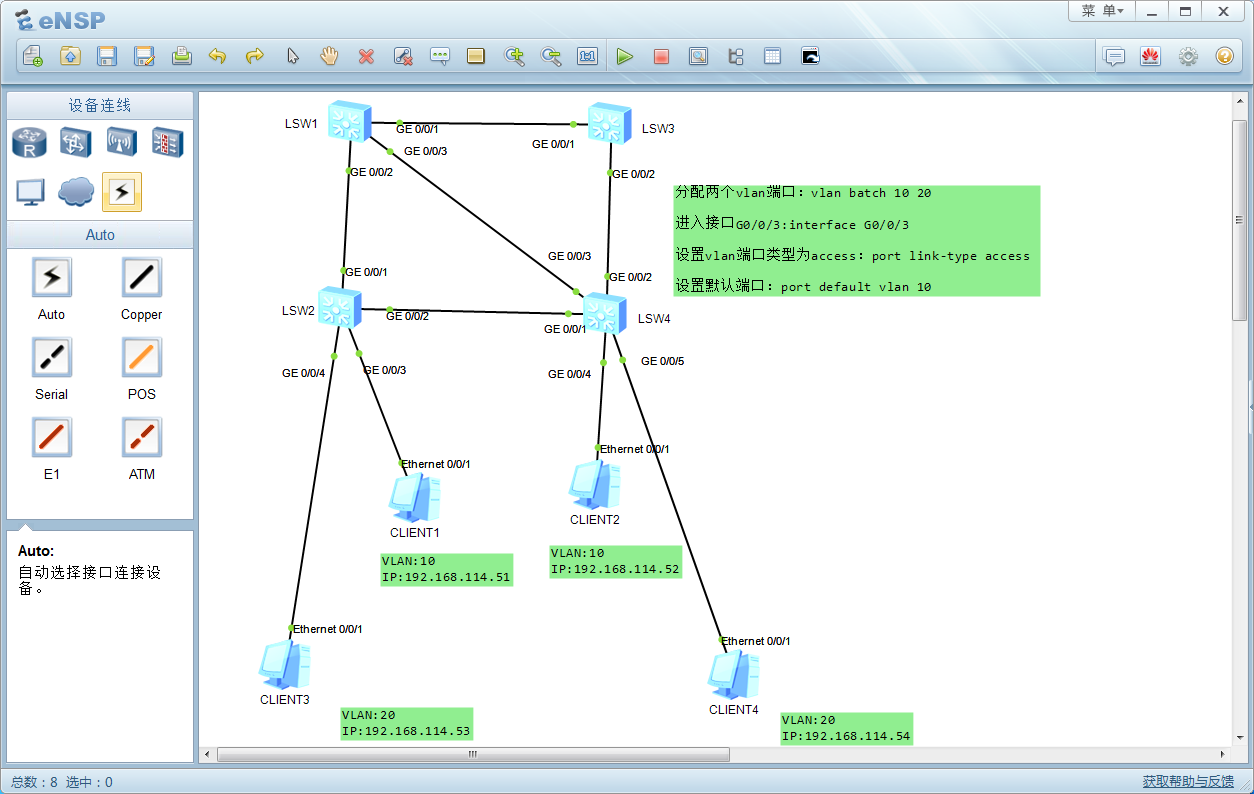 eNSP
菜 单
设备连线
Auto
Auto
Copper
Serial
POS
E1
ATM
Auto:
自动选择接口连接设
备。
LSW1
GE 0/0/1
GE 0/0/3
GE 0/0/2
GE 0/0/1
LSW3
GE 0/0/2
分配两个vlan端口：vlan batch 10 20
进入接口G0/0/3:interface G0/0/3
设置vlan端口类型为access：port link-type access
设置默认端口：port default vlan 10
GE 0/0/1
LSW2
GE 0/0/2
GE 0/0/4
GE 0/0/3
GE 0/0/3
GE 0/0/2
GE 0/0/1
LSW4
GE 0/0/4
GE 0/0/5
Ethernet 0/0/1
CLIENT1
VLAN:10
IP:192.168.114.51
Ethernet 0/0/1
CLIENT2
VLAN:10
IP:192.168.114.52
Ethernet 0/0/1
CLIENT3
VLAN:20
IP:192.168.114.53
Ethernet 0/0/1
CLIENT4
VLAN:20
IP:192.168.114.54
总数：8 选中：0
获取帮助与反馈